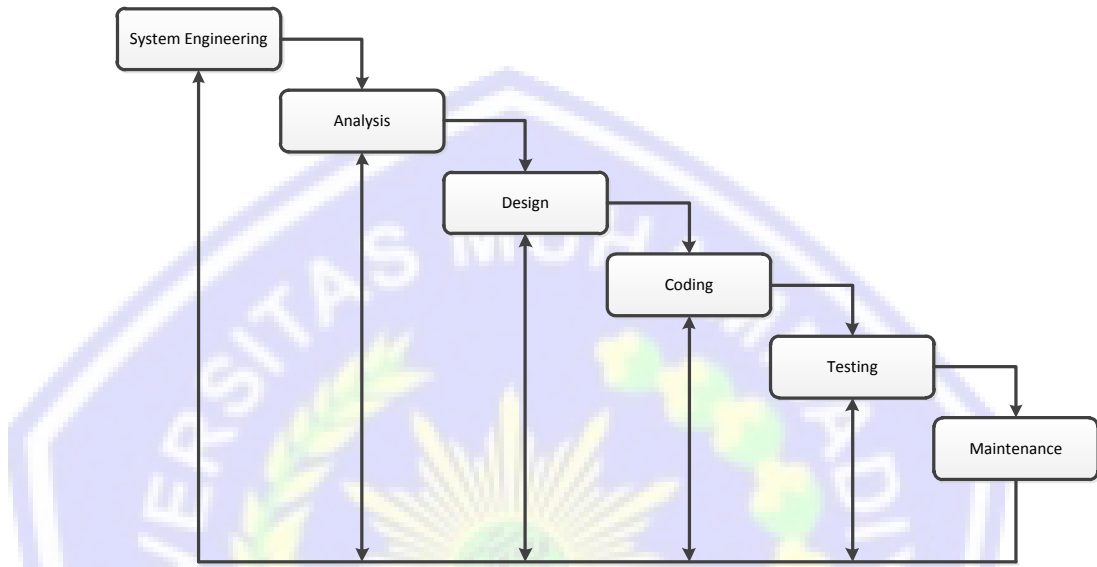 System Engineering
Analysis
Design
Coding
Testing
Maintenance